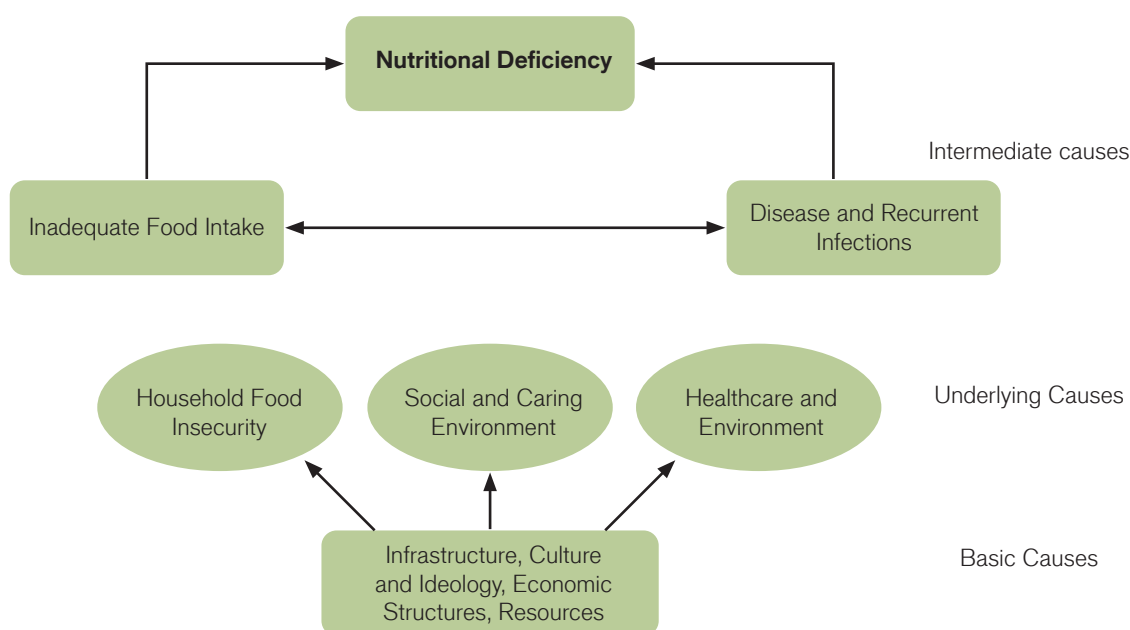 Nutritional Deficiency
Intermediate causes
Inadequate Food Intake
Disease and Recurrent
Infections
Household Food
Insecurity
Social and Caring
Environment
Healthcare and
Environment
Underlying Causes
Infrastructure, Culture
and Ideology, Economic
Structures, Resources
Basic Causes